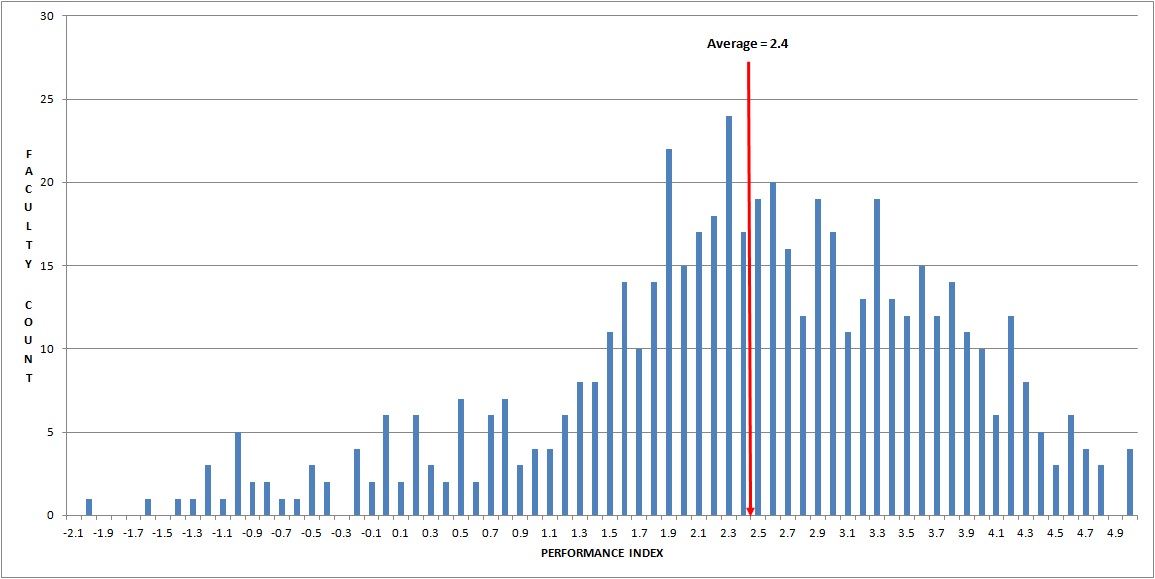 30
Average = 2.4
25
20
15
10
5
0
FACULTY COUNT
-2.1 -1.9 -1.7 -1.5 -1.3 -1.1 -0.9 -0.7 -0.5 -0.3 -0.1 0.1 0.3 0.5 0.7 0.9 1.1 1.3 1.5 1.7 1.9 2.1 2.3 2.5 2.7 2.9 3.1 3.3 3.5 3.7 3.9 4.1 4.3 4.5 4.7 4.9
PERFORMANCE INDEX